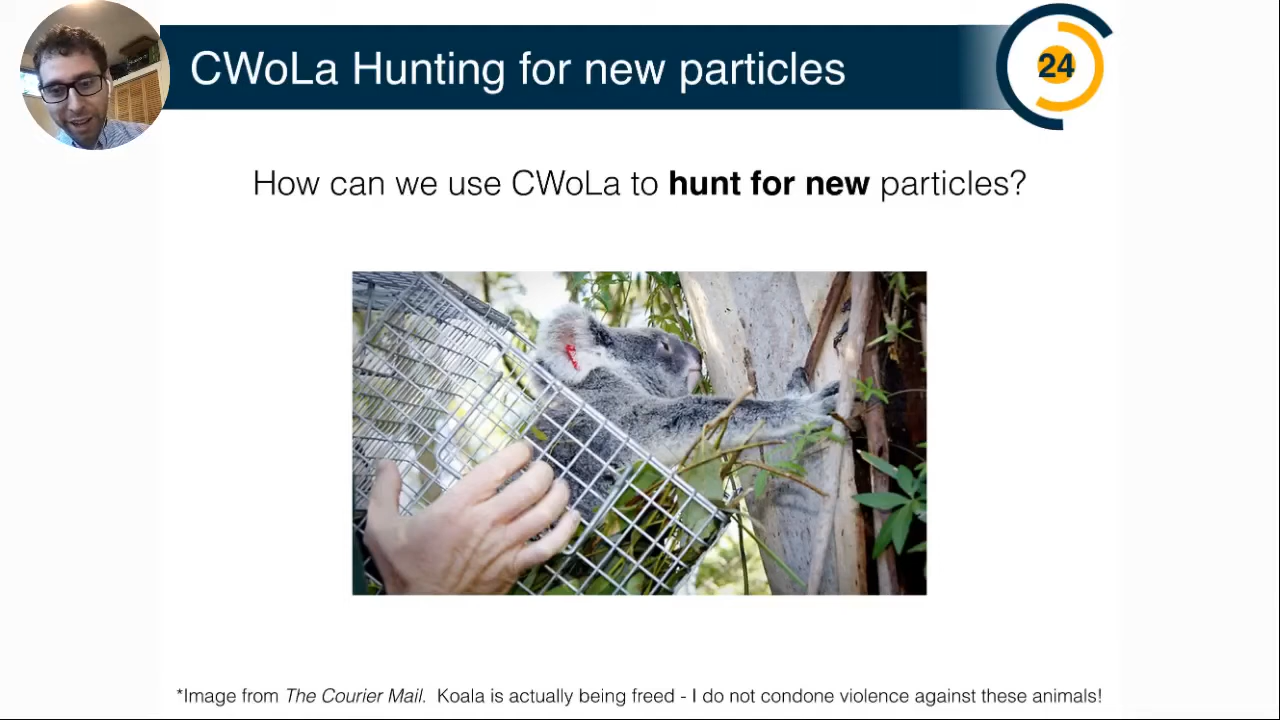 CWoLa Hunting for new particles
24
How can we use CWoLa to hunt for new particles?
*Image from The Courier Mail. Koala is actually being freed - I do not condone violence against these animals!